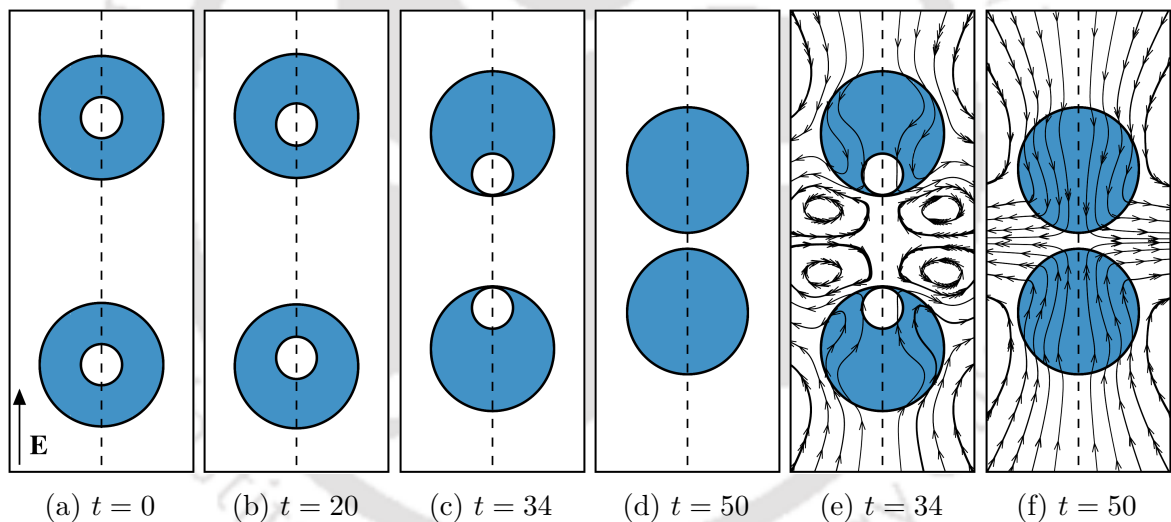 E
(a) t = 0
(b) t = 20
(c) t = 34
(d) t = 50
(e) t = 34
(f) t = 50